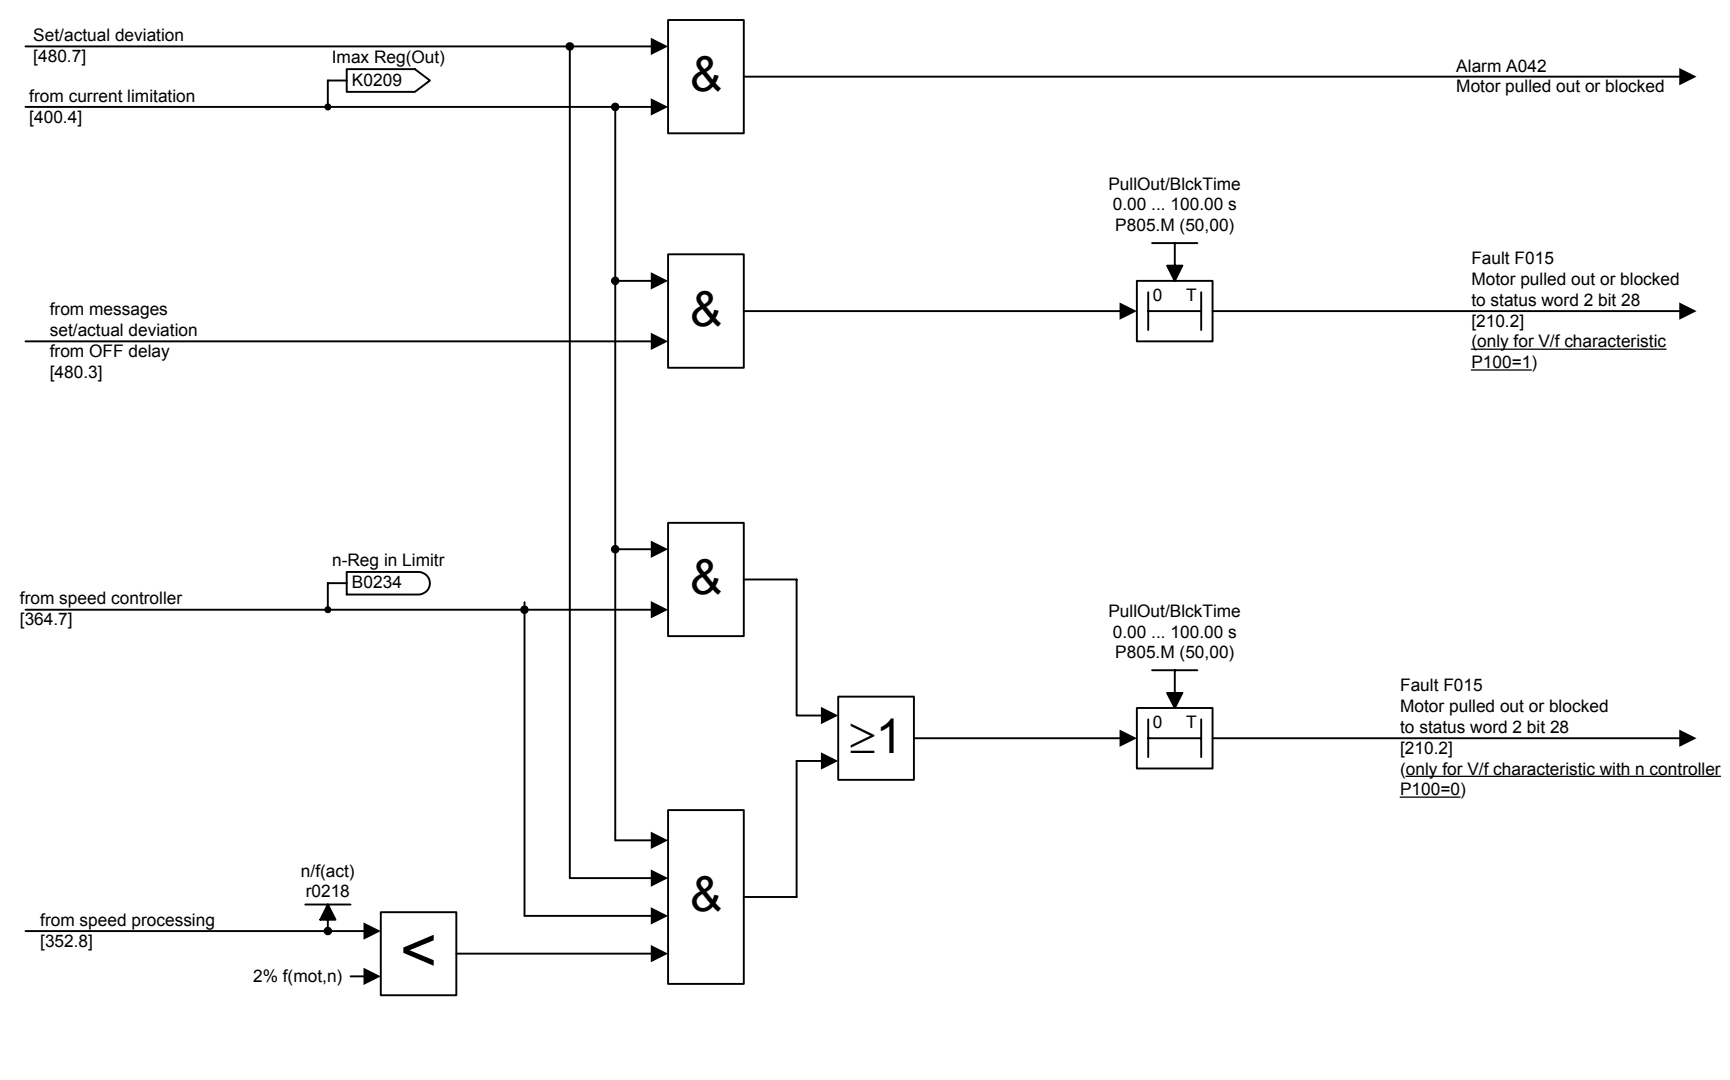 Set/actual deviation
[480.7]
Imax Reg(Out)
K0209
from current limitation
[400.4]
&
Alarm A042
Motor pulled out or blocked
PullOut/BlckTime
0.00 ... 100.00 s
P805.M (50,00)
from messages
set/actual deviation
from OFF delay
[480.3]
&
0 T
Fault F015
Motor pulled out or blocked
to status word 2 bit 28
[210.2]
(only for V/f characteristic
P100=1)
n-Reg in Limitr
B0234
from speed controller
[364.7]
&
PullOut/BlckTime
0.00 ... 100.00 s
P805.M (50,00)
≥1
0 T
Fault F015
Motor pulled out or blocked
to status word 2 bit 28
[210.2]
(only for V/f characteristic with n controller
P100=0)
n/f(act)
r0218
from speed processing
[352.8]
2% f(mot,n)
<
&